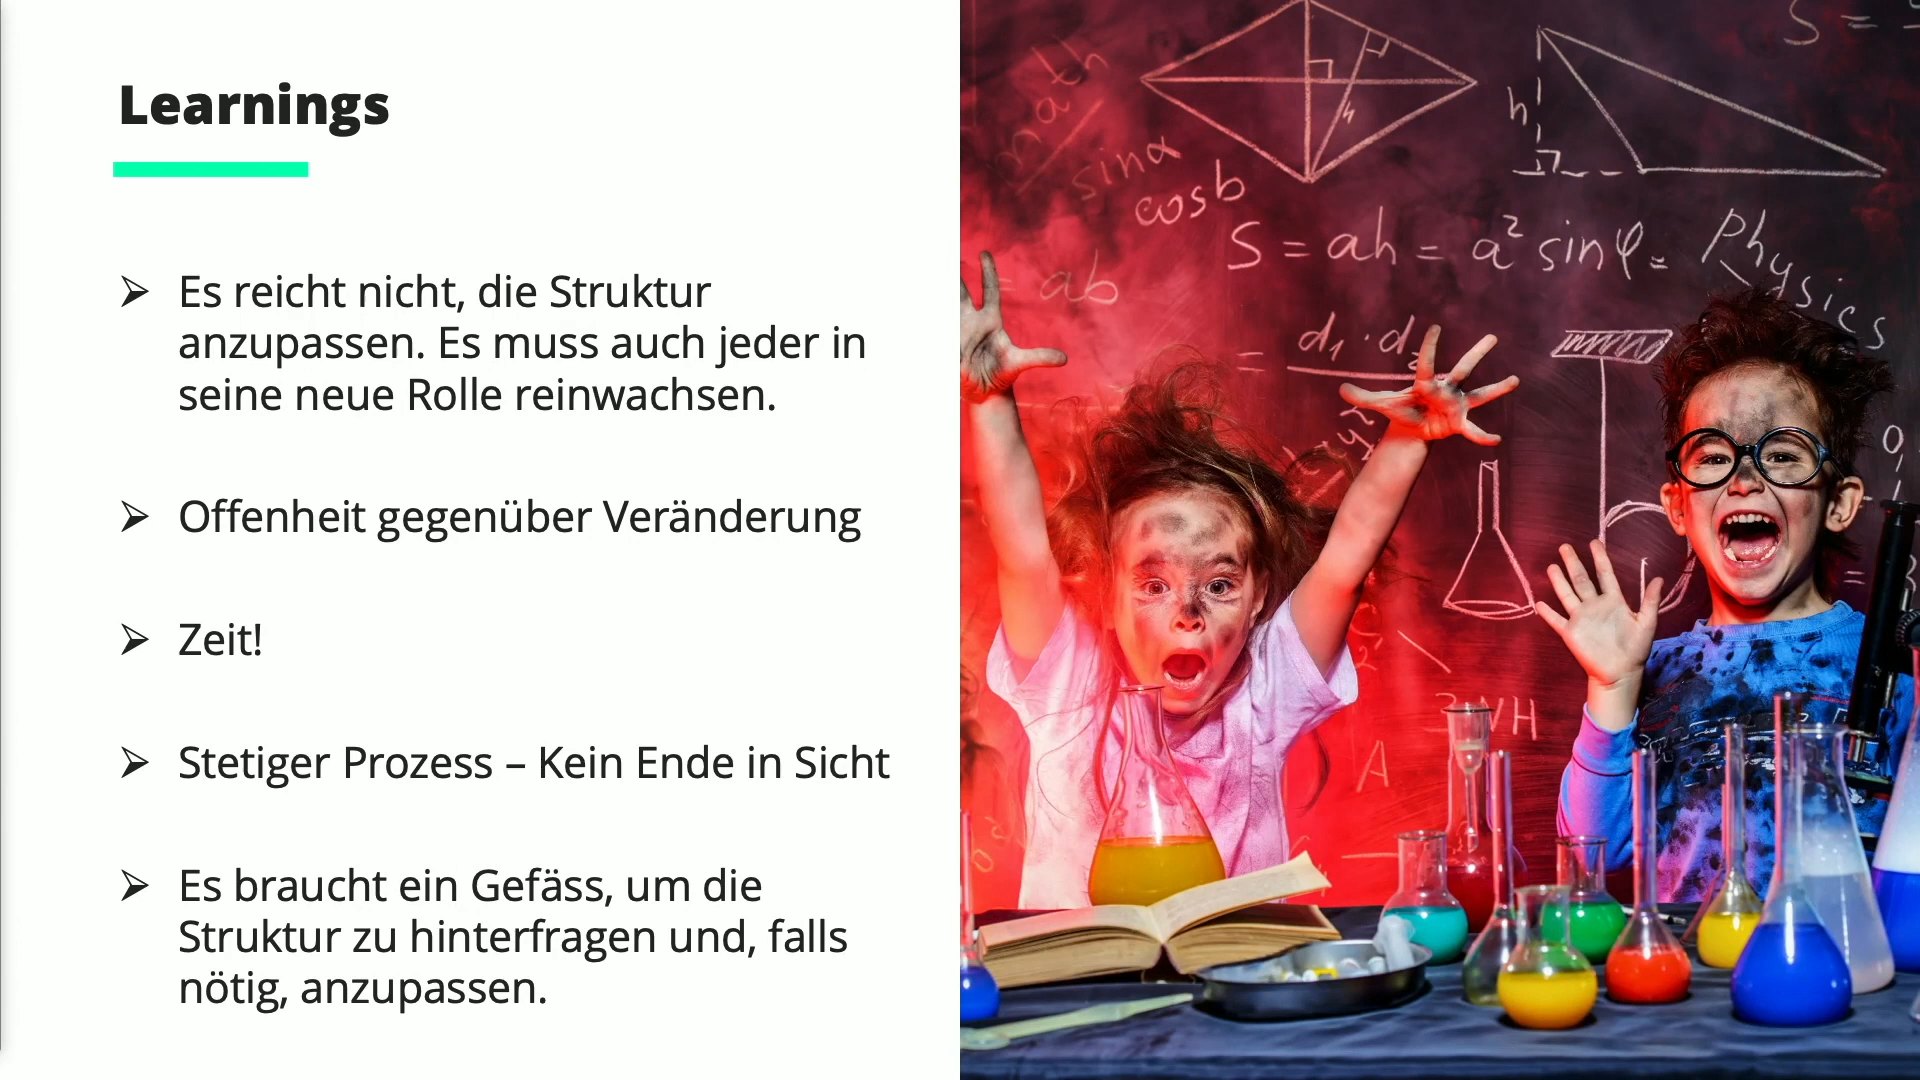 Learnings
Es reicht nicht, die Struktur
anzupassen. Es muss auch jeder in
seine neue Rolle reinwachsen.
Offenheit gegenüber Veränderung
Zeit!
Stetiger Prozess – Kein Ende in Sicht
Es braucht ein Gefäss, um die
Struktur zu hinterfragen und, falls
nötig, anzupassen.
S =
math
h
h
sinα
cosb
S = ah = a² sinφ =
Physics
= ab
= d₁ · d₂
A